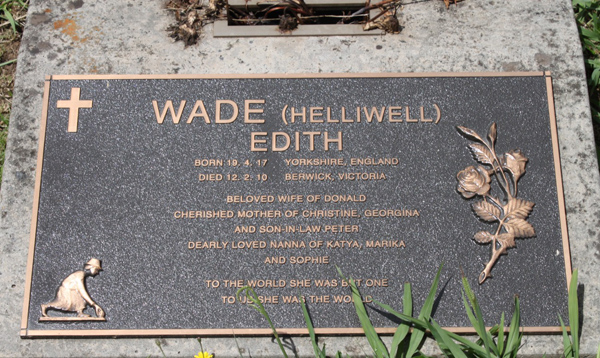 WADE (HELLIWELL)
EDITH
BORN 19.4.17 YORKSHIRE, ENGLAND
DIED 12.2.10 BERWICK, VICTORIA
BELOVED WIFE OF DONALD
CHERISHED MOTHER OF CHRISTINE, GEORGINA
AND SON-IN-LAW PETER
DEARLY LOVED NANNA OF KATYA, MARIKA
AND SOPHIE
TO THE WORLD SHE WAS BUT ONE
TO US SHE WAS THE WORLD